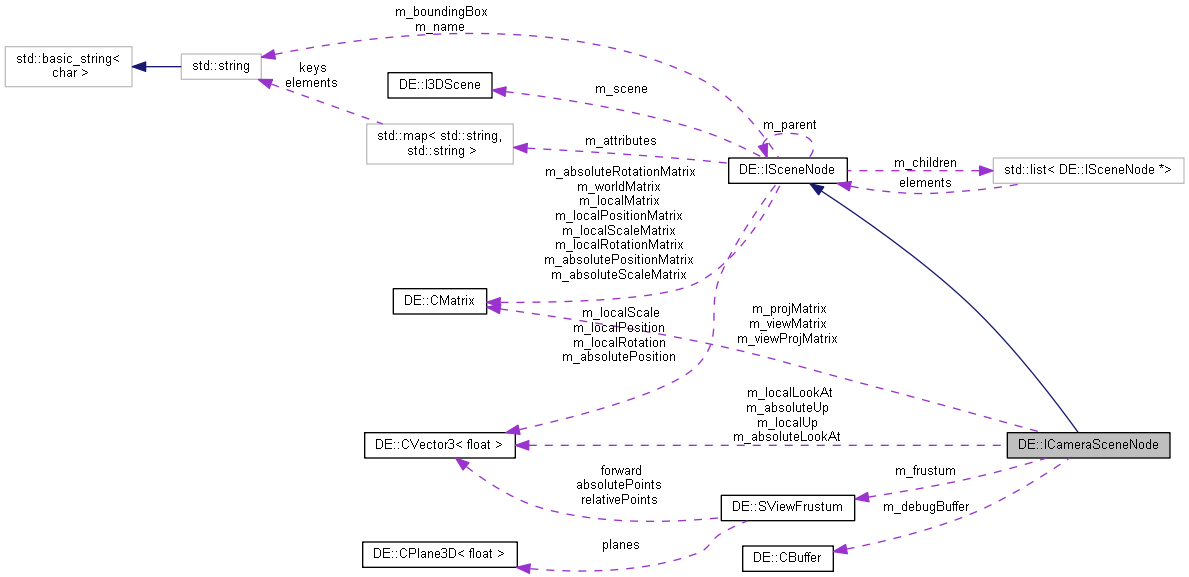 m_boundingBox
m_name
std::basic_string<
char >
std::string
keys
elements
DE::I3DScene
m_scene
m_parent
std::map< std::string,
std::string >
m_attributes
DE::ISceneNode
m_children
elements
std::list< DE::ISceneNode *>
m_absoluteRotationMatrix
m_worldMatrix
m_localMatrix
m_localPositionMatrix
m_localScaleMatrix
m_localRotationMatrix
m_absolutePositionMatrix
m_absoluteScaleMatrix
DE::CMatrix
m_localScale
m_localPosition
m_localRotation
m_absolutePosition
m_projMatrix
m_viewMatrix
m_viewProjMatrix
m_localLookAt
m_absoluteUp
m_localUp
m_absoluteLookAt
DE::CVector3< float >
DE::ICameraSceneNode
forward
absolutePoints
relativePoints
m_frustum
DE::SViewFrustum
m_debugBuffer
DE::CPlane3D< float >
planes
DE::CBuffer